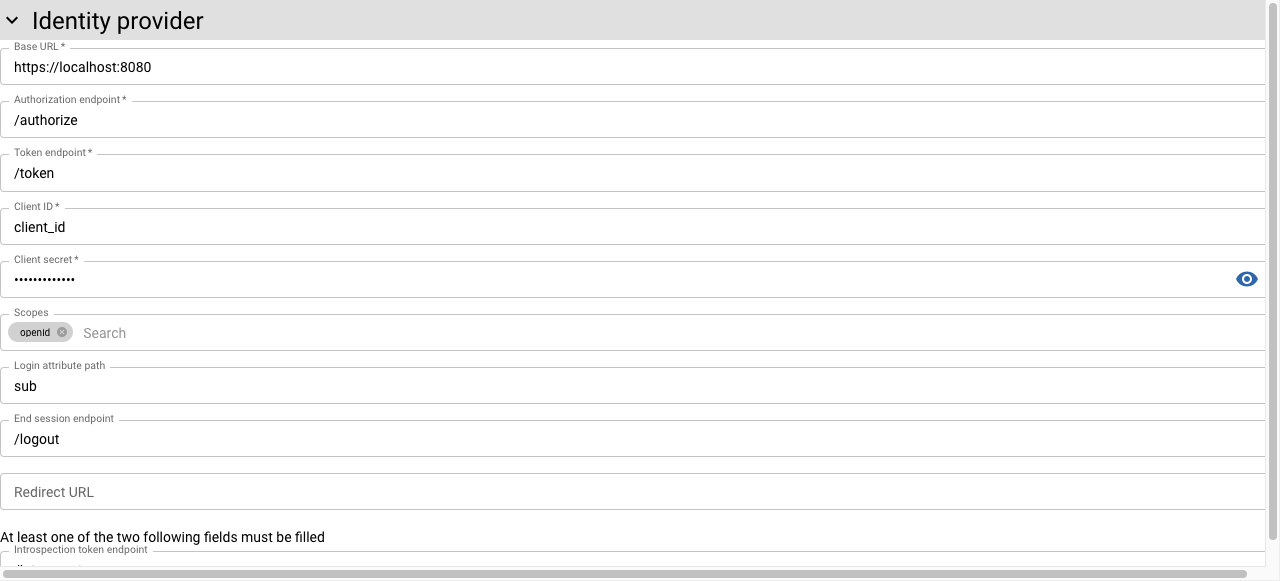 Identity provider
Base URL *
https://localhost:8080
Authorization endpoint *
/authorize
Token endpoint *
/token
Client ID *
client_id
Client secret *
•••••••••••••
Scopes
openid Search
Login attribute path
sub
End session endpoint
/logout
Redirect URL
At least one of the two following fields must be filled
Introspection token endpoint